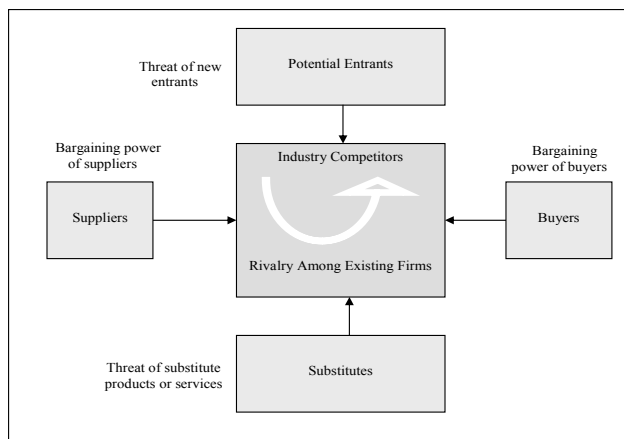 Potential Entrants
Threat of new
entrants
Bargaining power
of suppliers
Industry Competitors
Bargaining
power of buyers
Suppliers
Buyers
Rivalry Among Existing Firms
Threat of substitute
products or services
Substitutes